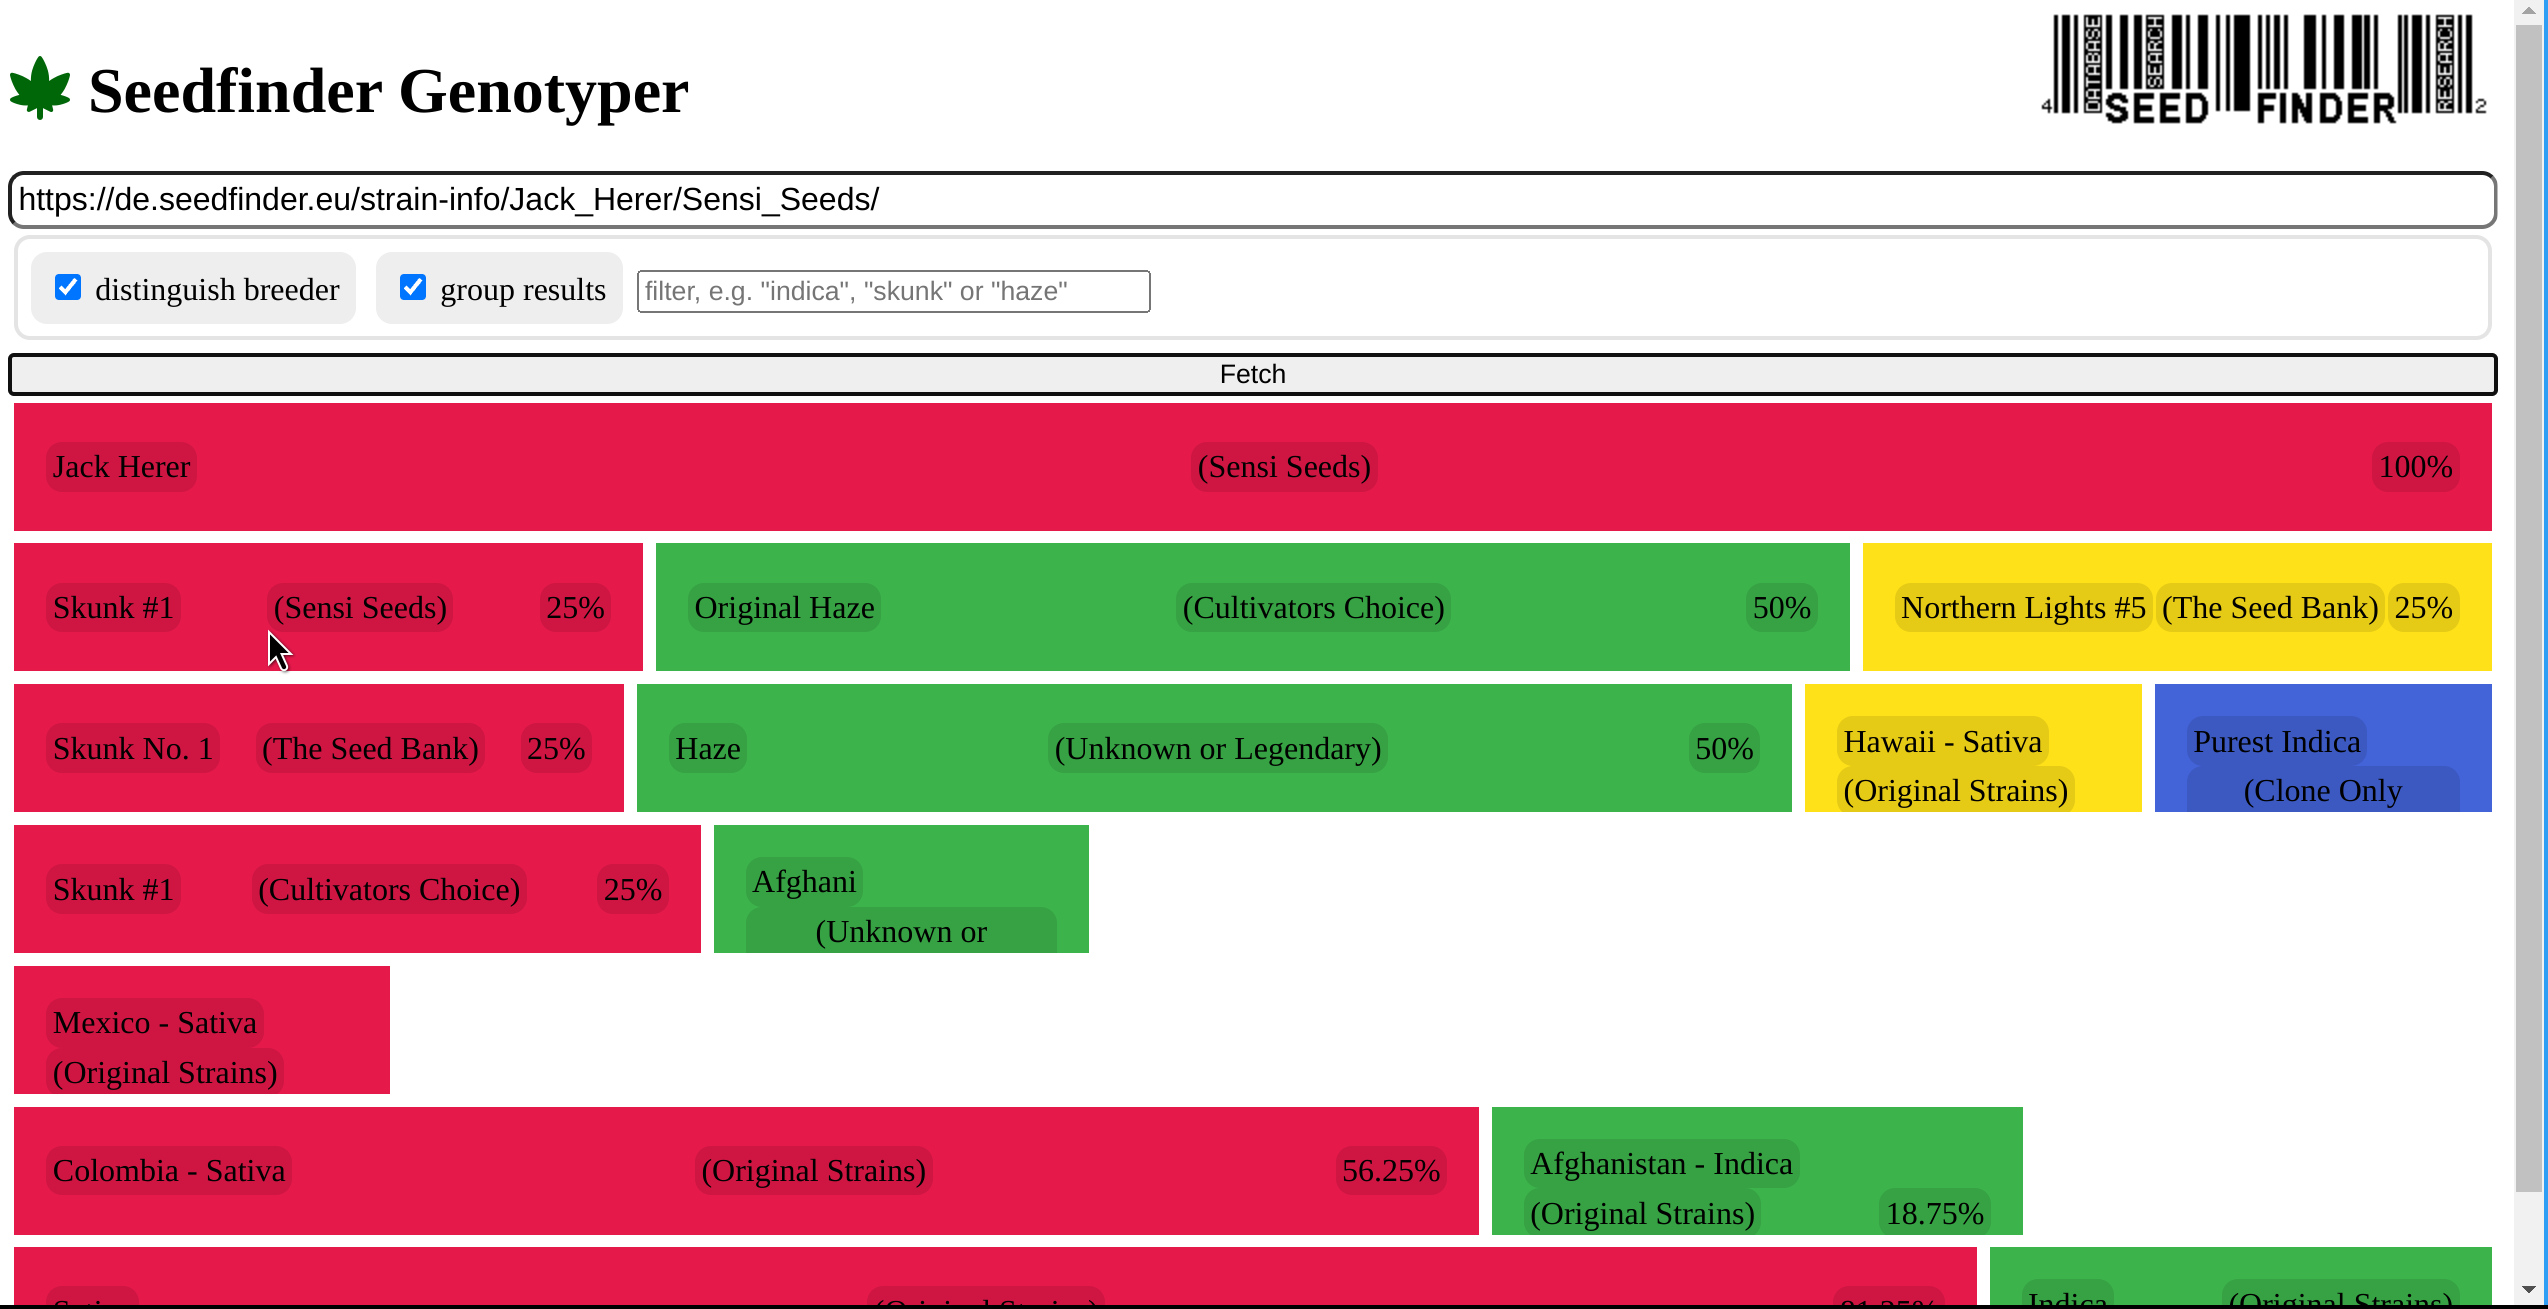 Seedfinder Genotyper
4 DATABASE SEARCH RESEARCH 2
SEED FINDER
https://de.seedfinder.eu/strain-info/Jack_Herer/Sensi_Seeds/
distinguish breeder group results filter, e.g. "indica", "skunk" or "haze"
Fetch
Jack Herer (Sensi Seeds) 100%
Skunk #1 (Sensi Seeds) 25% Original Haze (Cultivators Choice) 50% Northern Lights #5 (The Seed Bank) 25%
Skunk No. 1 (The Seed Bank) 25% Haze (Unknown or Legendary) 50% Hawaii - Sativa Purest Indica
(Original Strains) (Clone Only
Skunk #1 (Cultivators Choice) 25% Afghani
(Unknown or
Mexico - Sativa
(Original Strains)
Colombia - Sativa (Original Strains) 56.25% Afghanistan - Indica
(Original Strains) 18.75%
Indica (Original Strains)